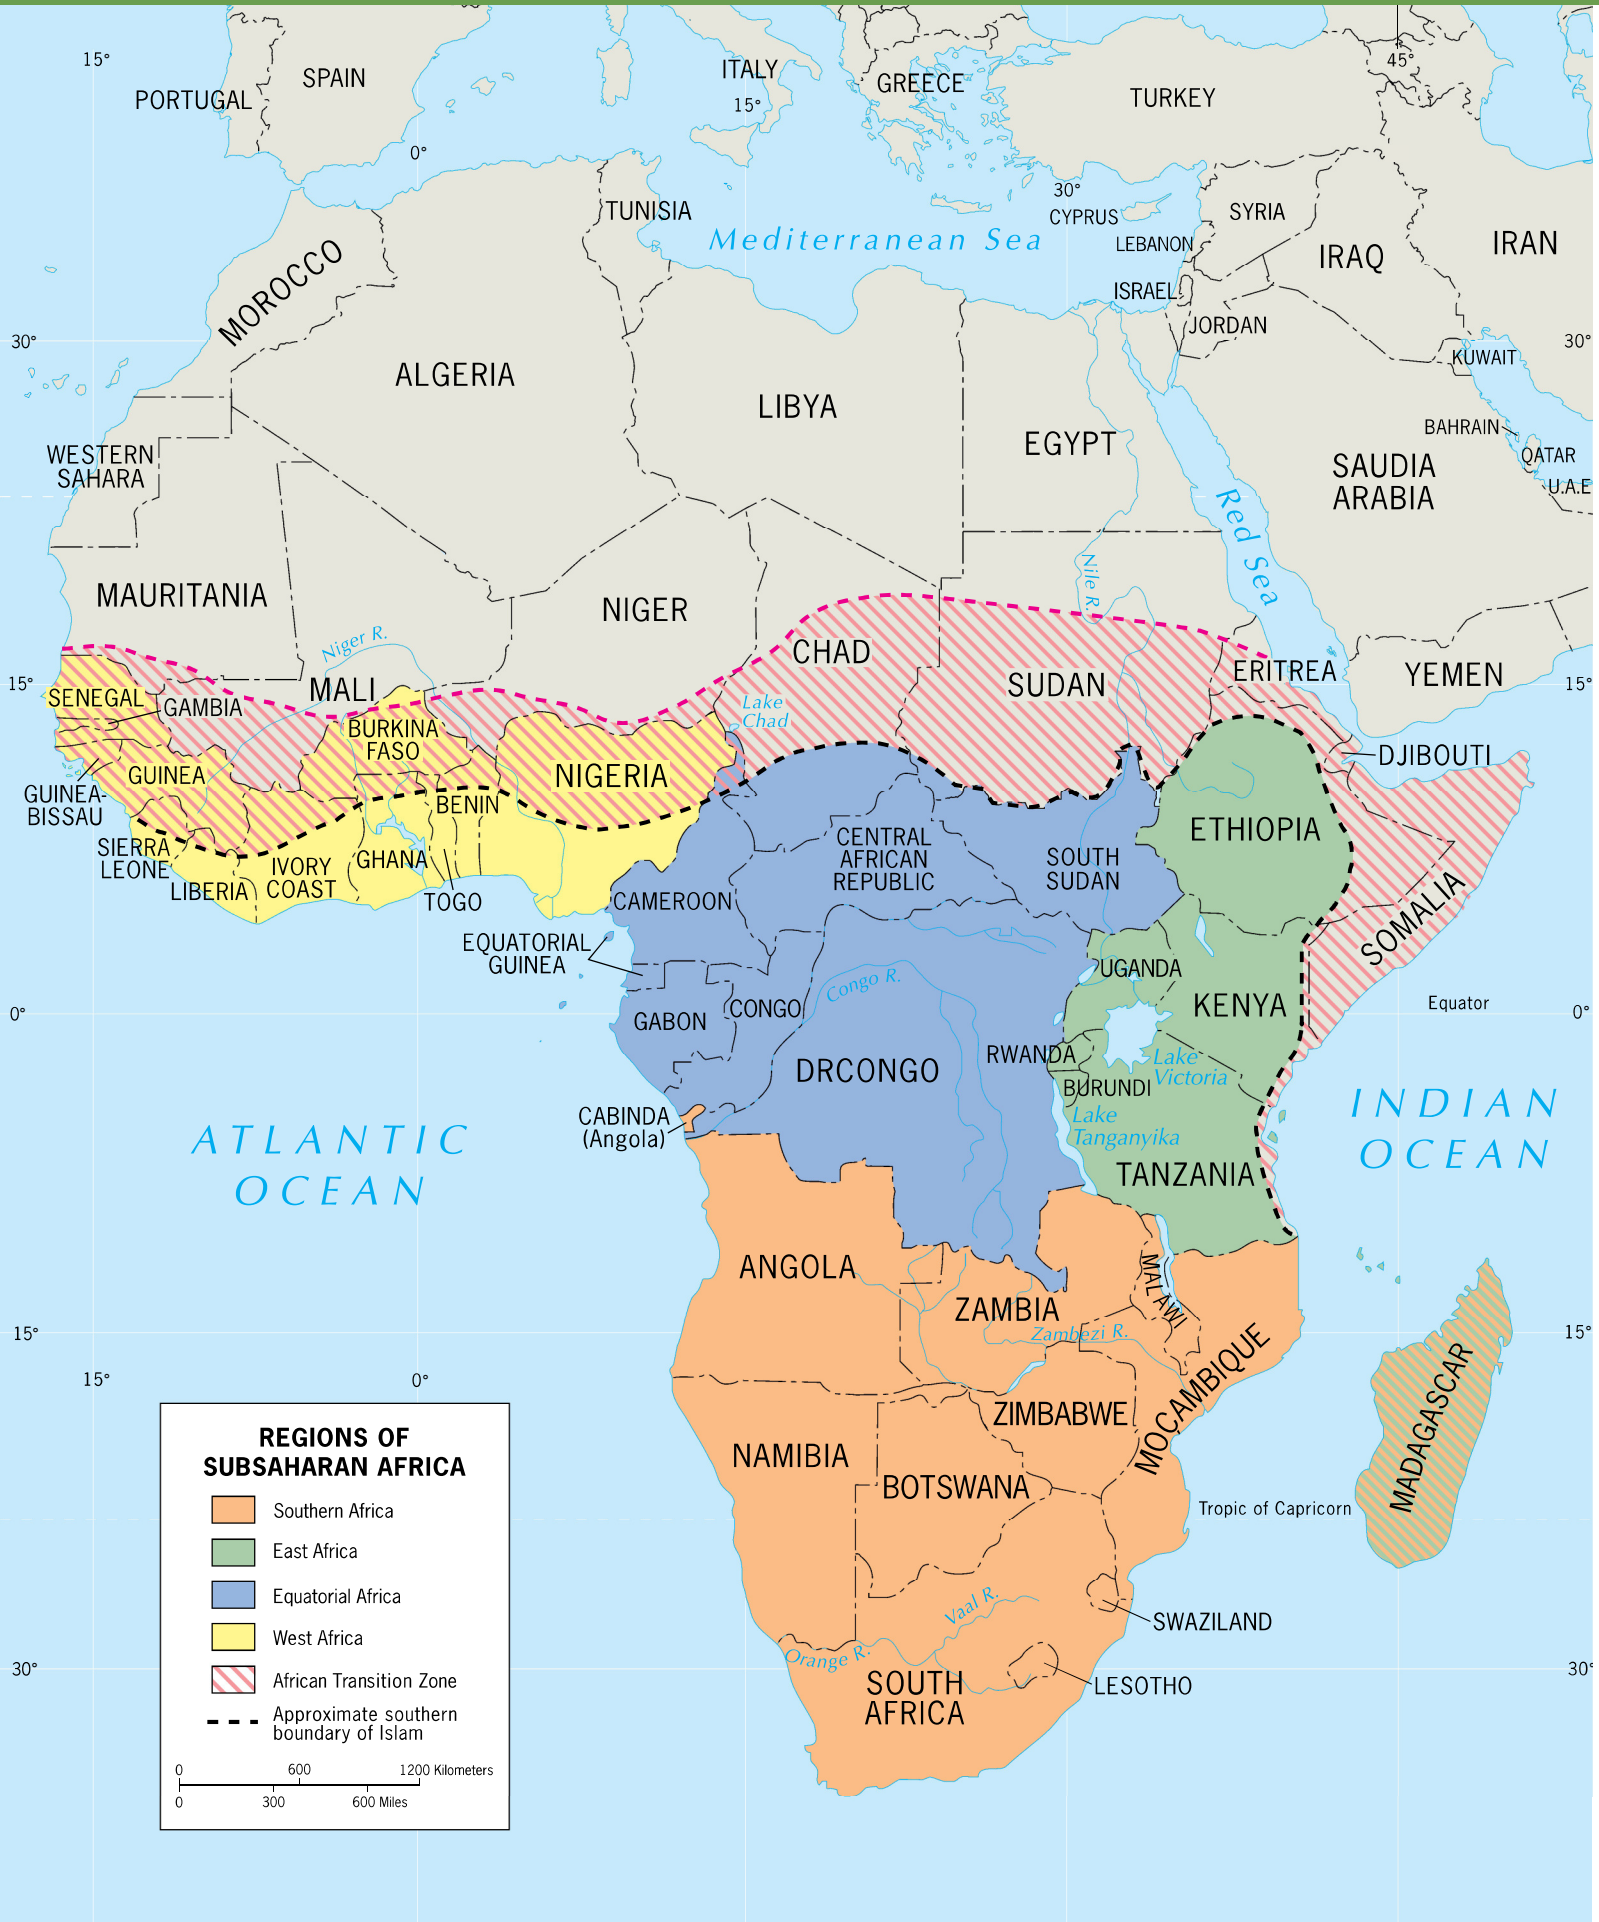 15°
SPAIN
PORTUGAL
0°
ITALY
15°
GREECE
TURKEY
45°
30°
CYPRUS
SYRIA
LEBANON
IRAQ
IRAN
ISRAEL
JORDAN
TUNISIA
Mediterranean Sea
MOROCCO
30°
30°
KUWAIT
ALGERIA
LIBYA
EGYPT
BAHRAIN
QATAR
U.A.E
SAUDIA
ARABIA
WESTERN
SAHARA
Red Sea
Nile R.
MAURITANIA
NIGER
Niger R.
CHAD
SUDAN
ERITREA
YEMEN
15°
15°
MALI
SENEGAL
GAMBIA
Lake
Chad
BURKINA
FASO
DJIBOUTI
GUINEA
NIGERIA
GUINEA-
BISSAU
BENIN
SIERRA
LEONE
IVORY
COAST
GHANA
LIBERIA
TOGO
CENTRAL
AFRICAN
REPUBLIC
SOUTH
SUDAN
ETHIOPIA
CAMEROON
SOMALIA
EQUATORIAL
GUINEA
UGANDA
Congo R.
KENYA
Equator
0°
0°
GABON
CONGO
DRCONGO
RWANDA
Lake
Victoria
BURUNDI
CABINDA
(Angola)
Lake
Tanganyika
TANZANIA
INDIAN
OCEAN
ATLANTIC
OCEAN
ANGOLA
ZAMBIA
MALAWI
Zambezi R.
15°
15°
MOÇAMBIQUE
MADAGASCAR
15°
0°
ZIMBABWE
NAMIBIA
BOTSWANA
Tropic of Capricorn
Vaal R.
SWAZILAND
Orange R.
SOUTH
AFRICA
LESOTHO
30°
30°
REGIONS OF
SUBSAHARAN AFRICA
Southern Africa
East Africa
Equatorial Africa
West Africa
African Transition Zone
Approximate southern
boundary of Islam
0 600 1200 Kilometers
0 300 600 Miles